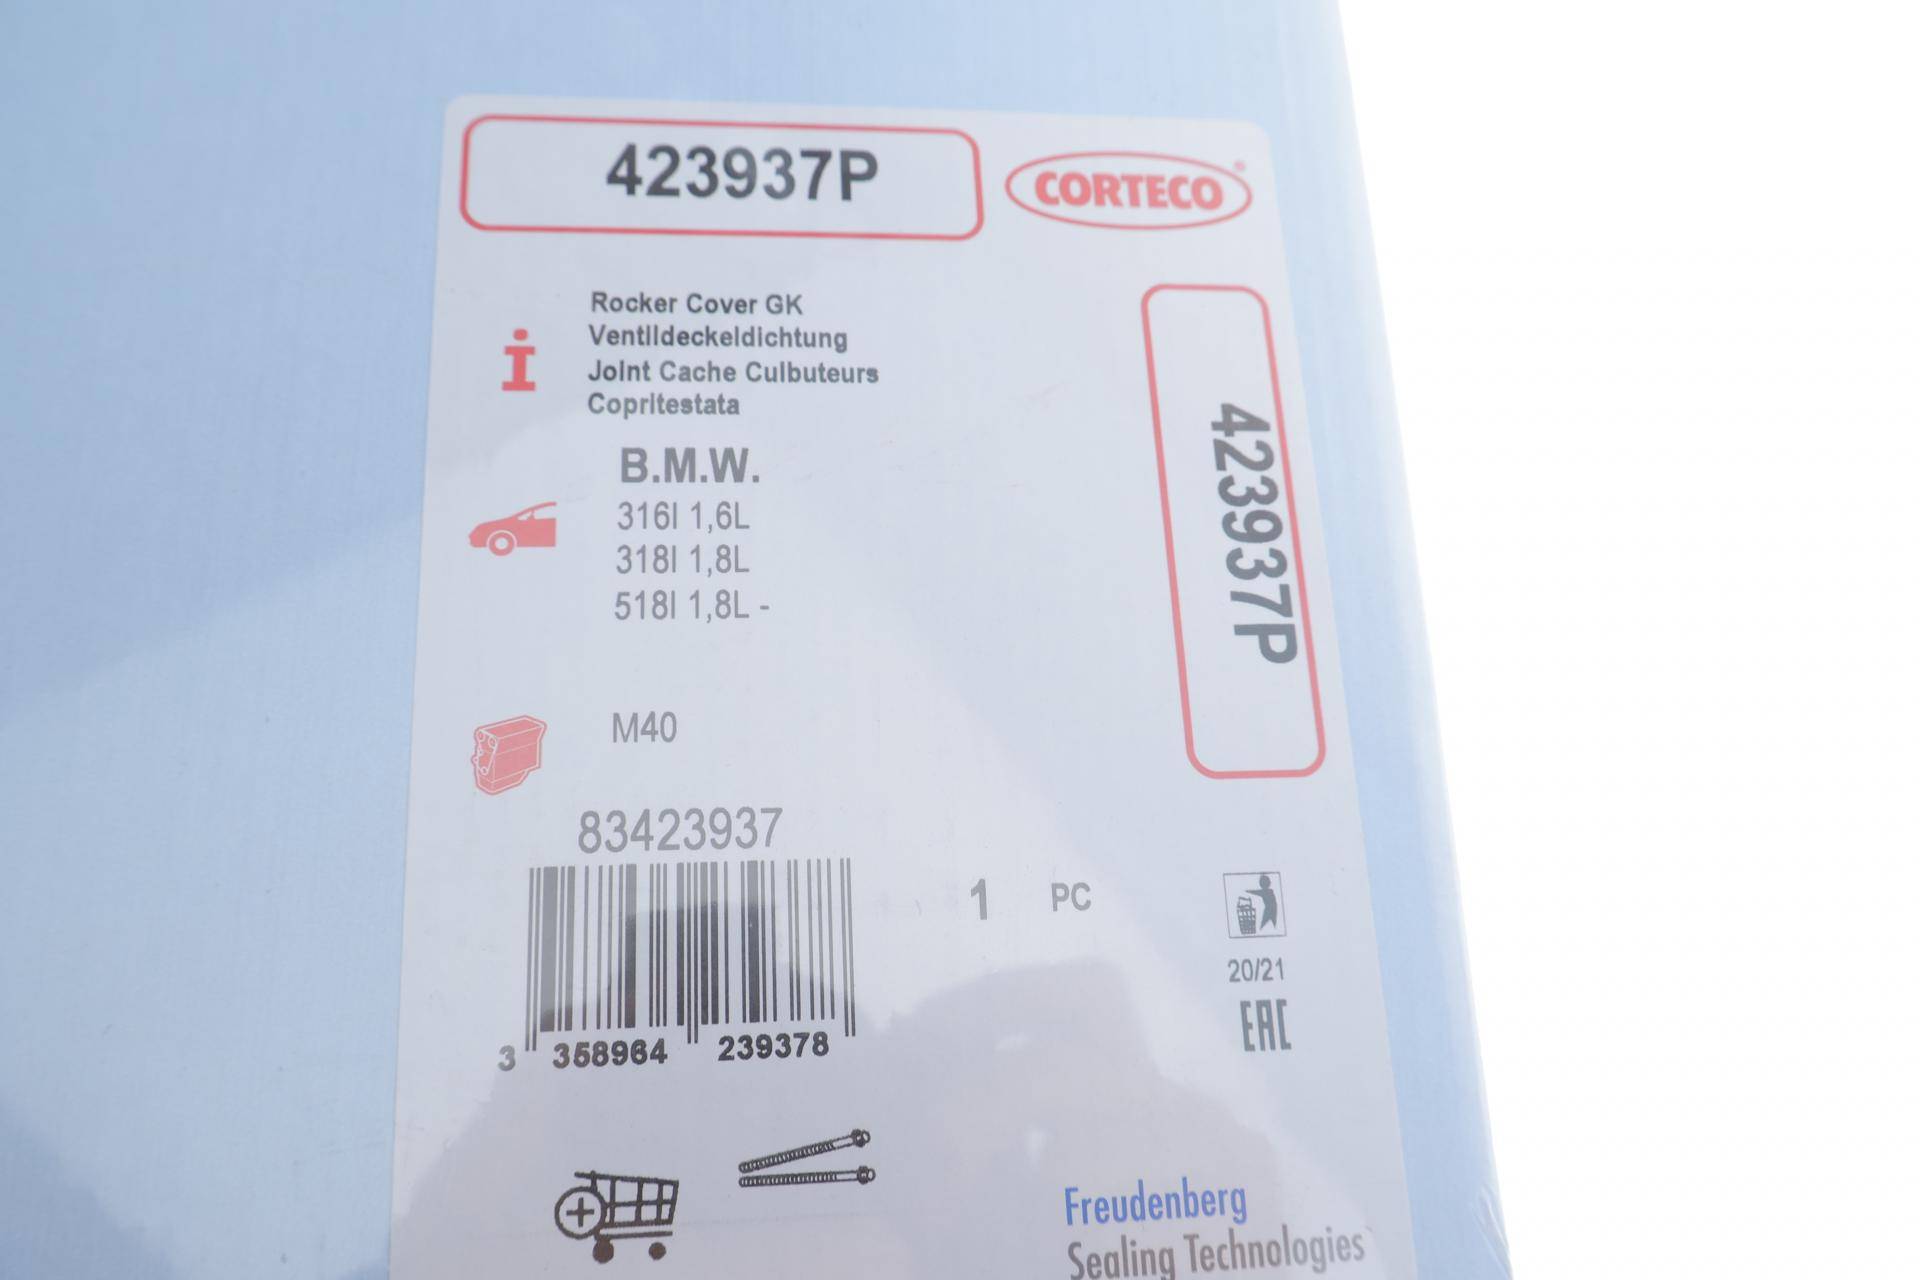 423937P
CORTECO®
Rocker Cover GK
Ventildeckeldichtung
Joint Cache Culbuteurs
Copritestata
B.M.W.
316I 1,6L
318I 1,8L
518I 1,8L -
423937P
M40
83423937
1 PC
3 358964 239378
20/21
EAC
Freudenberg
Sealing Technologies